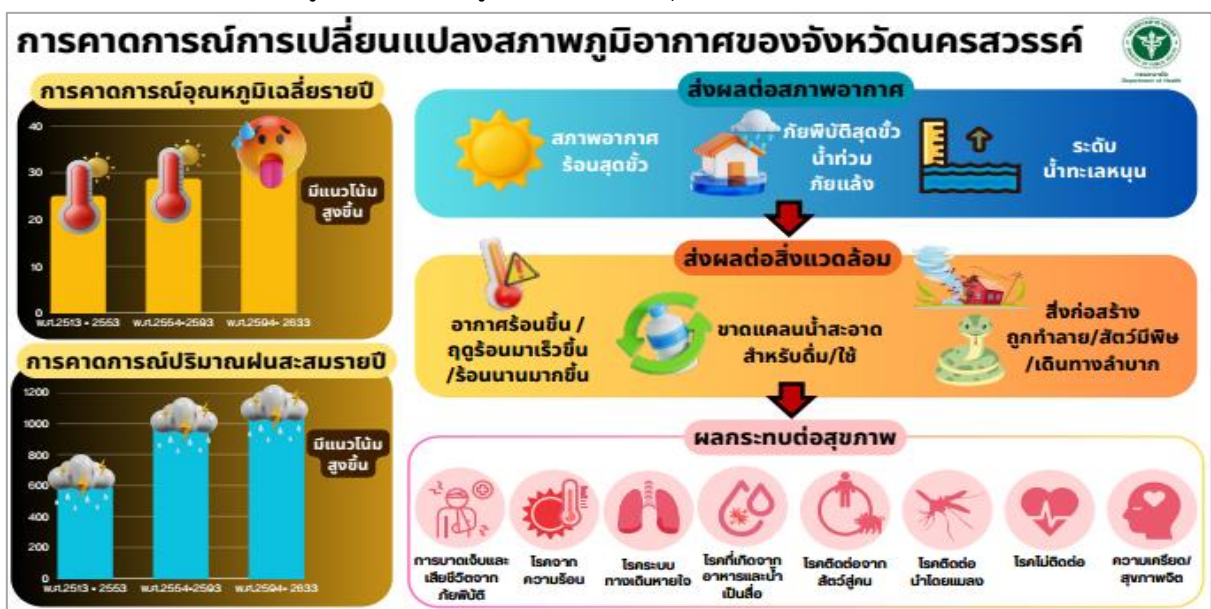 การคาดการณ์การเปลี่ยนแปลงสภาพภูมิอากาศของจังหวัดนครสวรรค์
กรมอนามัย
Department of Health
การคาดการณ์อุณหภูมิเฉลี่ยรายปี
40
30
20
10
0
มีแนวโน้ม
สูงขึ้น
พ.ศ.2513 - 2553 พ.ศ.2554-2593 พ.ศ.2594- 2633
การคาดการณ์ปริมาณฝนสะสมรายปี
1200
1000
800
600
400
200
0
มีแนวโน้ม
สูงขึ้น
พ.ศ.2513 - 2553 พ.ศ.2554-2593 พ.ศ.2594- 2633
ส่งผลต่อสภาพอากาศ
สภาพอากาศ
ร้อนสุดขั้ว
ภัยพิบัติสุดขั้ว
น้ำท่วม
ภัยแล้ง
ระดับ
น้ำทะเลหนุน
ส่งผลต่อสิ่งแวดล้อม
อากาศร้อนขึ้น /
ฤดูร้อนมาเร็วขึ้น
/ร้อนนานมากขึ้น
ขาดแคลนน้ำสะอาด
สำหรับดื่ม/ใช้
สิ่งก่อสร้าง
ถูกทำลาย/สัตว์มีพิษ
/เดินทางลำบาก
ผลกระทบต่อสุขภาพ
การบาดเจ็บและ
เสียชีวิตจาก
ภัยพิบัติ
โรคจาก
ความร้อน
โรคระบบ
ทางเดินหายใจ
โรคที่เกิดจาก
อาหารและน้ำ
เป็นสื่อ
โรคติดต่อจาก
สัตว์สู่คน
โรคติดต่อ
นำโดยแมลง
โรคไม่ติดต่อ
ความเครียด/
สุขภาพจิต